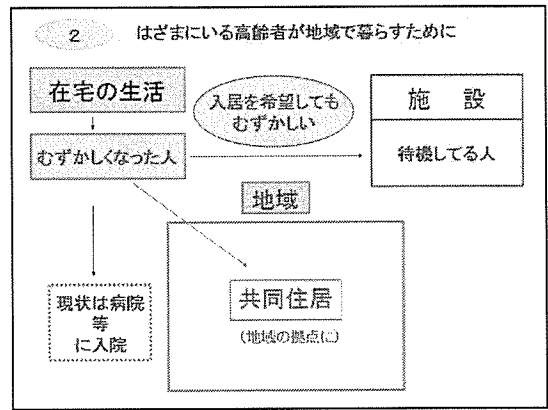 2 はざまにいる高齢者が地域で暮らすために
在宅の生活
入居を希望しても
むずかしい
施 設
むずかしくなった人
待機してる人
地域
共同住居
(地域の拠点に)
現状は病院
等
に入院